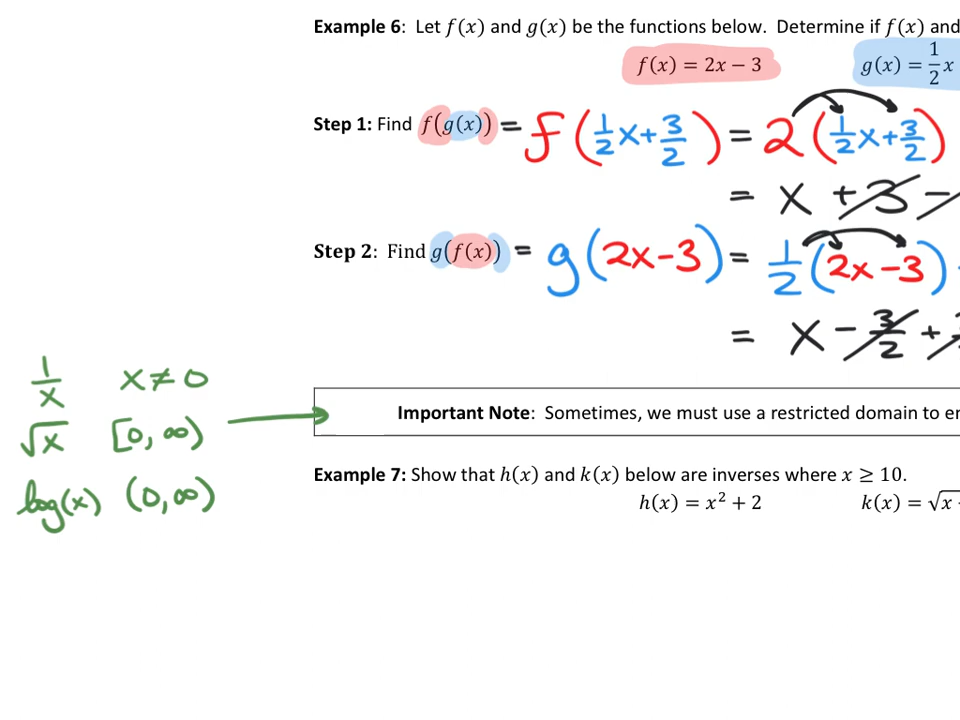 Example 6: Let f(x) and g(x) be the functions below. Determine if f(x) and
f(x) = 2x − 3 g(x) = 1/2 x
Step 1: Find f(g(x)) = f(1/2 x + 3/2) = 2(1/2 x + 3/2)
= x + 3 −
Step 2: Find g(f(x)) = g(2x − 3) = 1/2 (2x − 3)
= x − 3/2 +
1/x x ≠ 0
√x [0, ∞)
Important Note: Sometimes, we must use a restricted domain to
log(x) (0, ∞)
Example 7: Show that h(x) and k(x) below are inverses where x ≥ 10.
h(x) = x² + 2 k(x) = √x